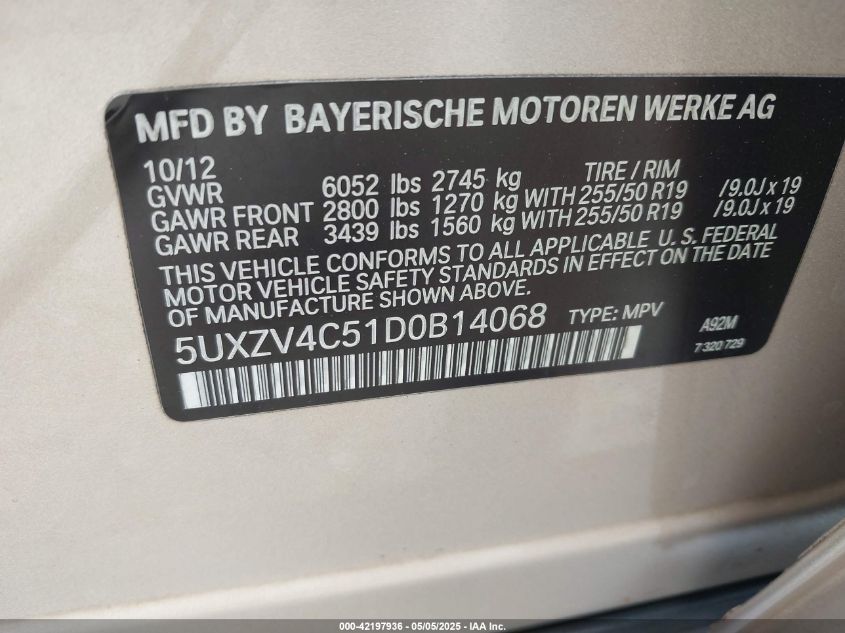 MFD BY BAYERISCHE MOTOREN WERKE AG
10/12 TIRE / RIM
GVWR 6052 lbs 2745 kg
GAWR FRONT 2800 lbs 1270 kg WITH 255/50 R19 /9.0J x 19
GAWR REAR 3439 lbs 1560 kg WITH 255/50 R19 /9.0J x 19
THIS VEHICLE CONFORMS TO ALL APPLICABLE U. S. FEDERAL
MOTOR VEHICLE SAFETY STANDARDS IN EFFECT ON THE DATE
OF MANUFACTURE SHOWN ABOVE.
5UXZV4C51D0B14068 TYPE: MPV A92M
7 320 729
000-42197936 - 05/05/2025 - IAA Inc.